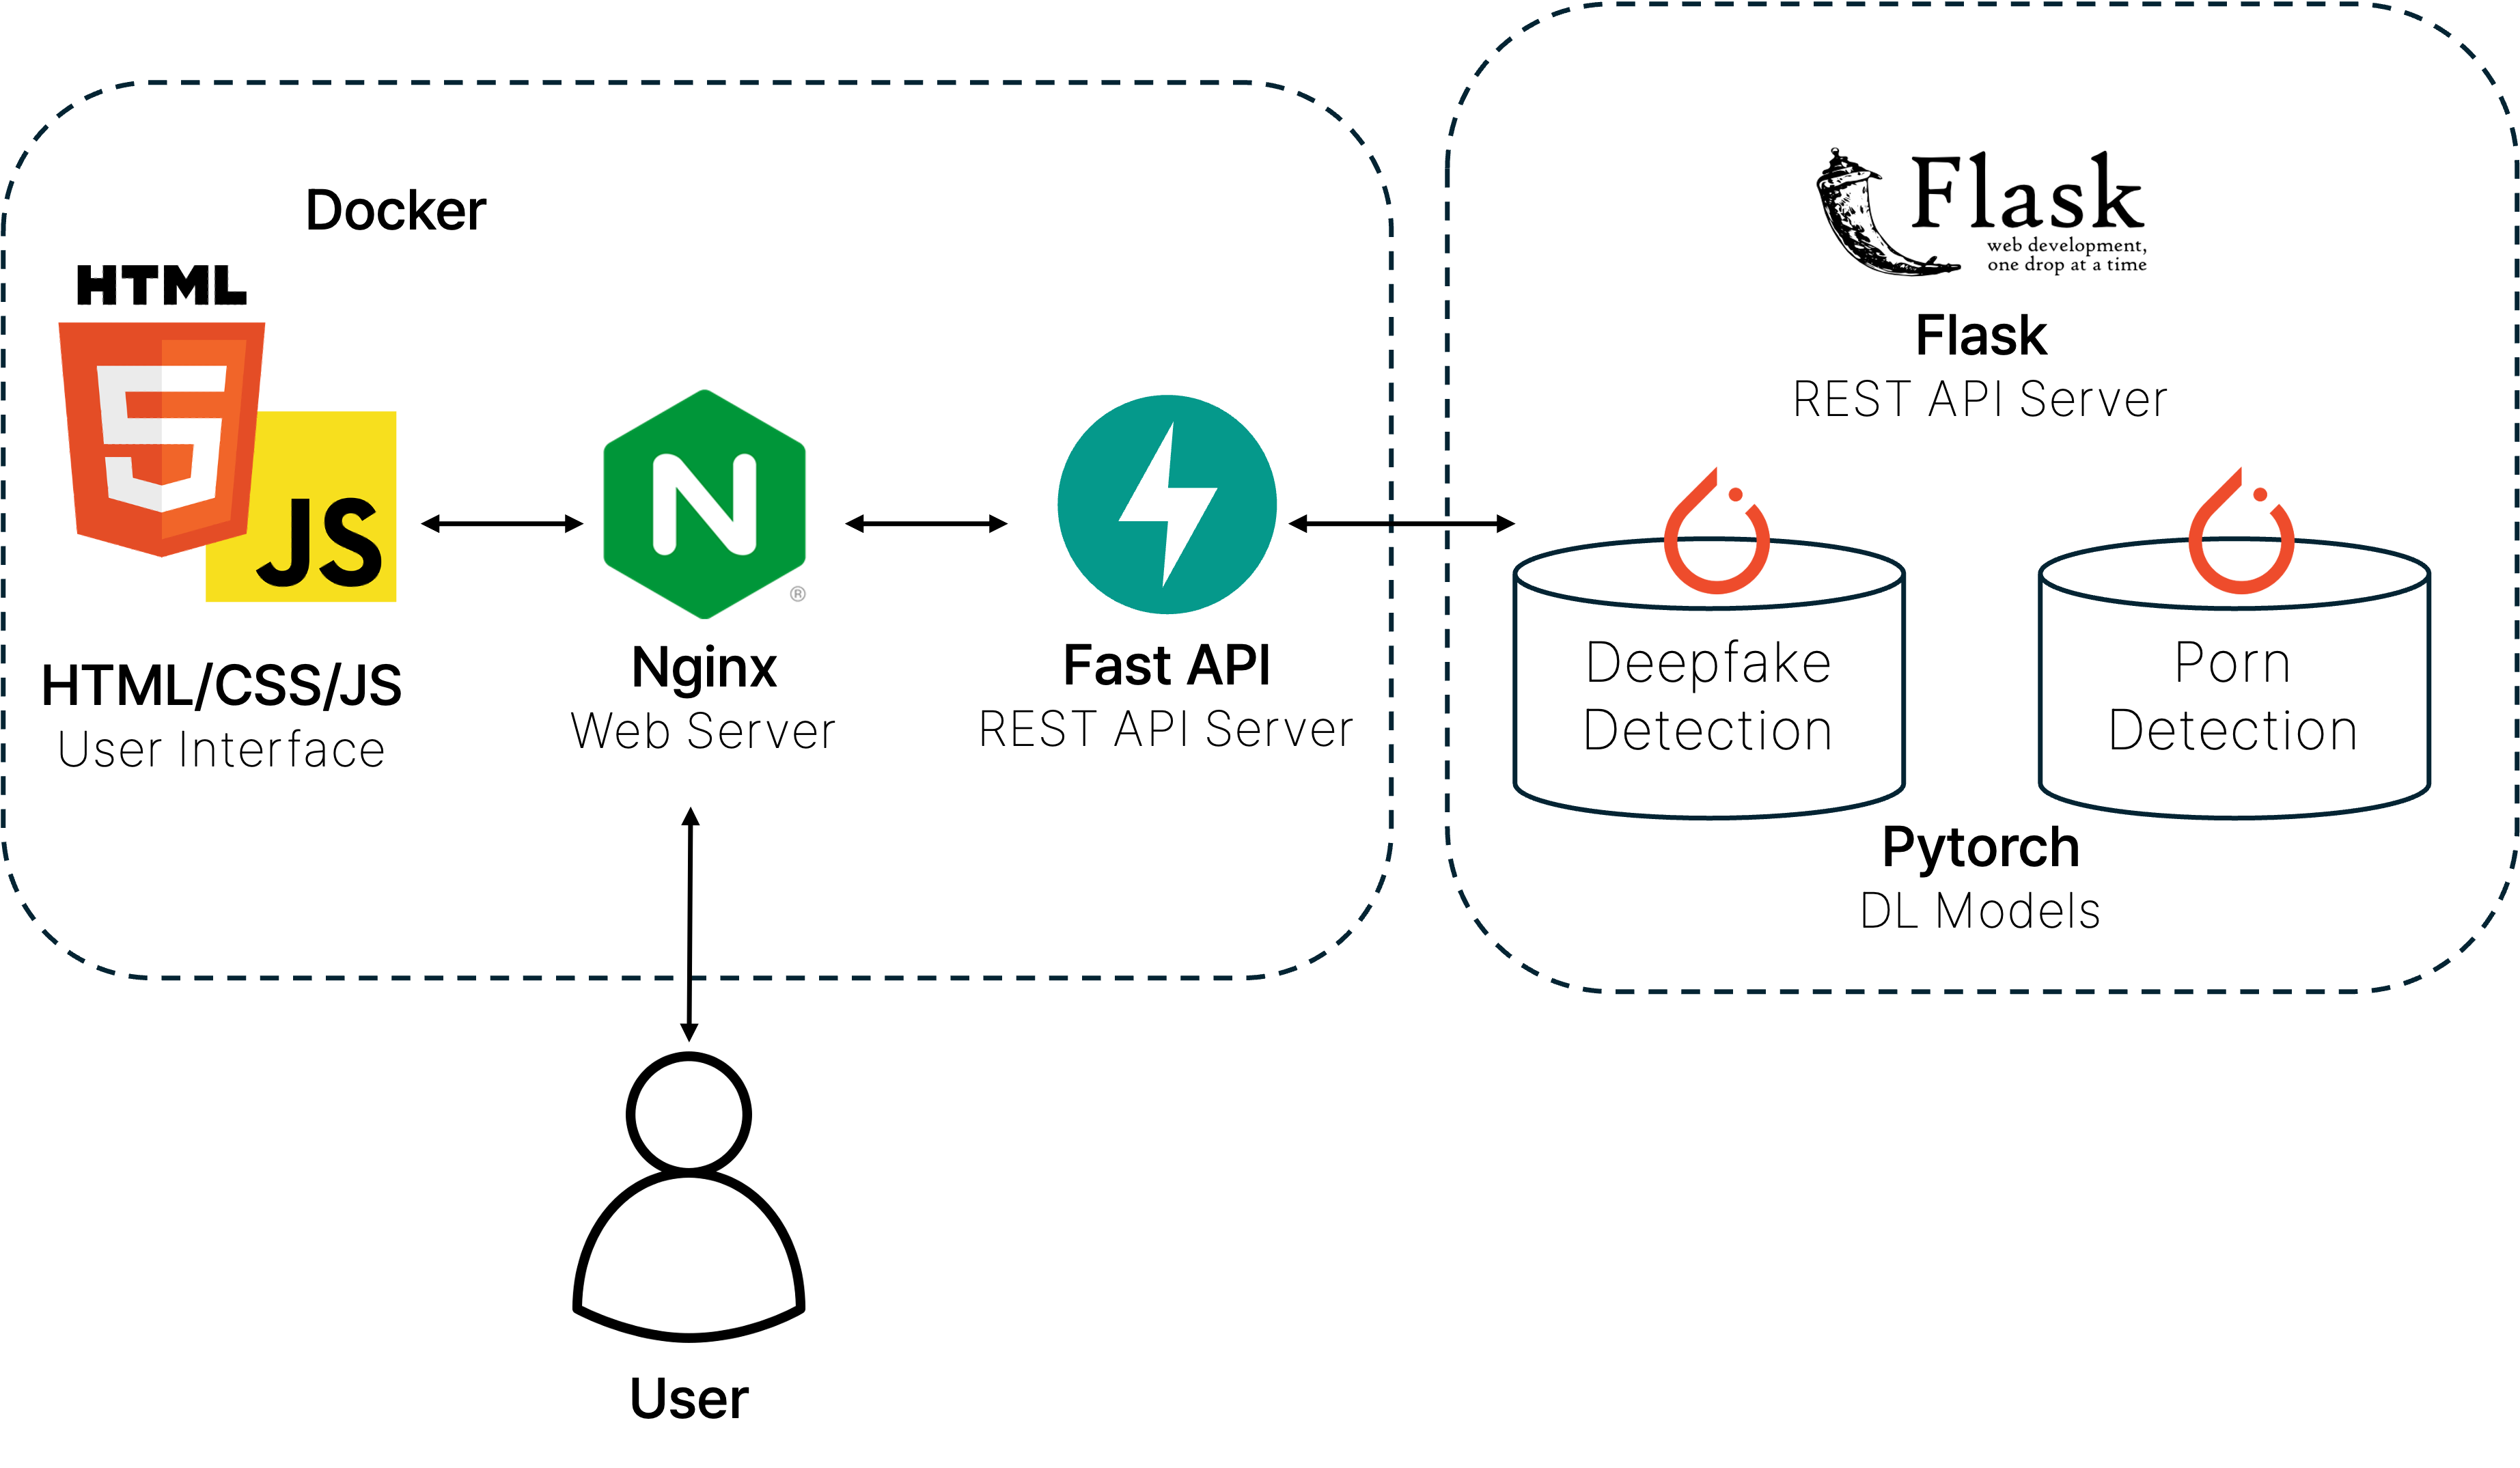 Docker
HTML
JS
HTML/CSS/JS
User Interface
N
®
Nginx
Web Server
Fast API
REST API Server
User
Flask
web development,
one drop at a time
Flask
REST API Server
Deepfake
Detection
Porn
Detection
Pytorch
DL Models